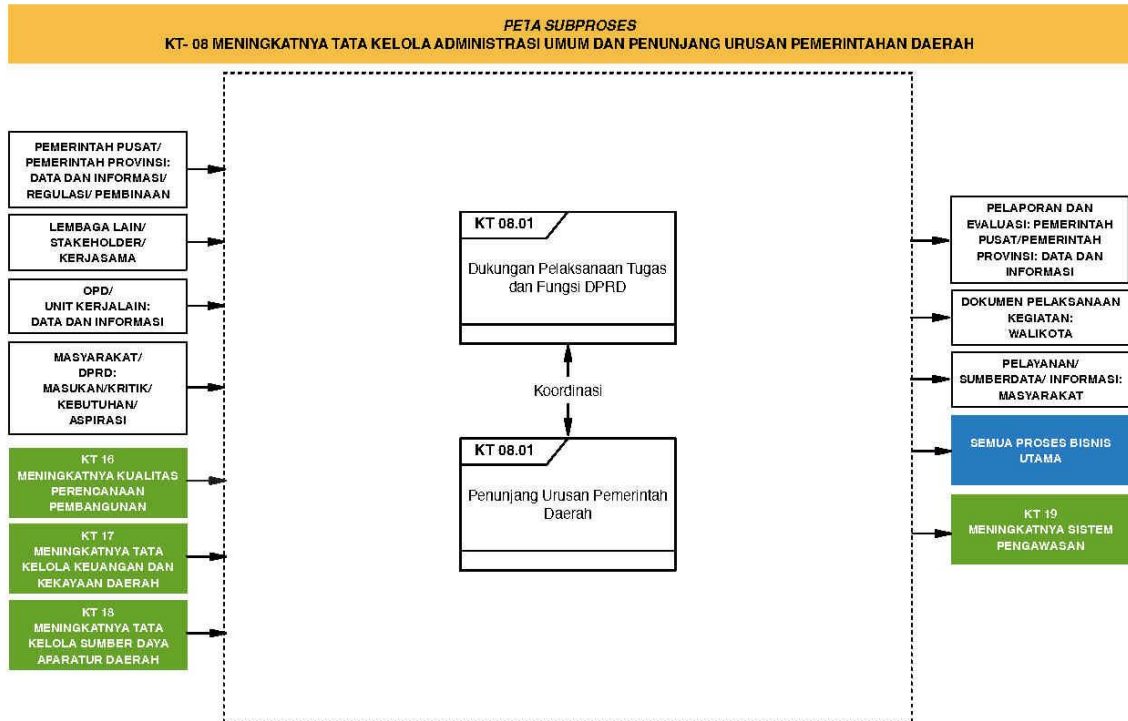 PETA SUBPROSES
KT- 08 MENINGKATNYA TATA KELOLA ADMINISTRASI UMUM DAN PENUNJANG URUSAN PEMERINTAHAN DAERAH
PEMERINTAH PUSAT/
PEMERINTAH PROVINSI:
DATA DAN INFORMASI/
REGULASI/ PEMBINAAN
LEMBAGA LAIN/
STAKEHOLDER/
KERJASAMA
OPD/
UNIT KERJALAIN:
DATA DAN INFORMASI
MASYARAKAT/
DPRD:
MASUKAN/KRITIK/
KEBUTUHAN/
ASPIRASI
KT 16
MENINGKATNYA KUALITAS
PERENCANAAN
PEMBANGUNAN
KT 17
MENINGKATNYA TATA
KELOLA KEUANGAN DAN
KEKAYAAN DAERAH
KT 18
MENINGKATNYA TATA
KELOLA SUMBER DAYA
APARATUR DAERAH
KT 08.01
Dukungan Pelaksanaan Tugas
dan Fungsi DPRD
Koordinasi
KT 08.01
Penunjang Urusan Pemerintah
Daerah
PELAPORAN DAN
EVALUASI: PEMERINTAH
PUSAT/PEMERINTAH
PROVINSI: DATA DAN
INFORMASI
DOKUMEN PELAKSANAAN
KEGIATAN:
WALIKOTA
PELAYANAN/
SUMBERDATA/ INFORMASI:
MASYARAKAT
SEMUA PROSES BISNIS
UTAMA
KT 19
MENINGKATNYA SISTEM
PENGAWASAN